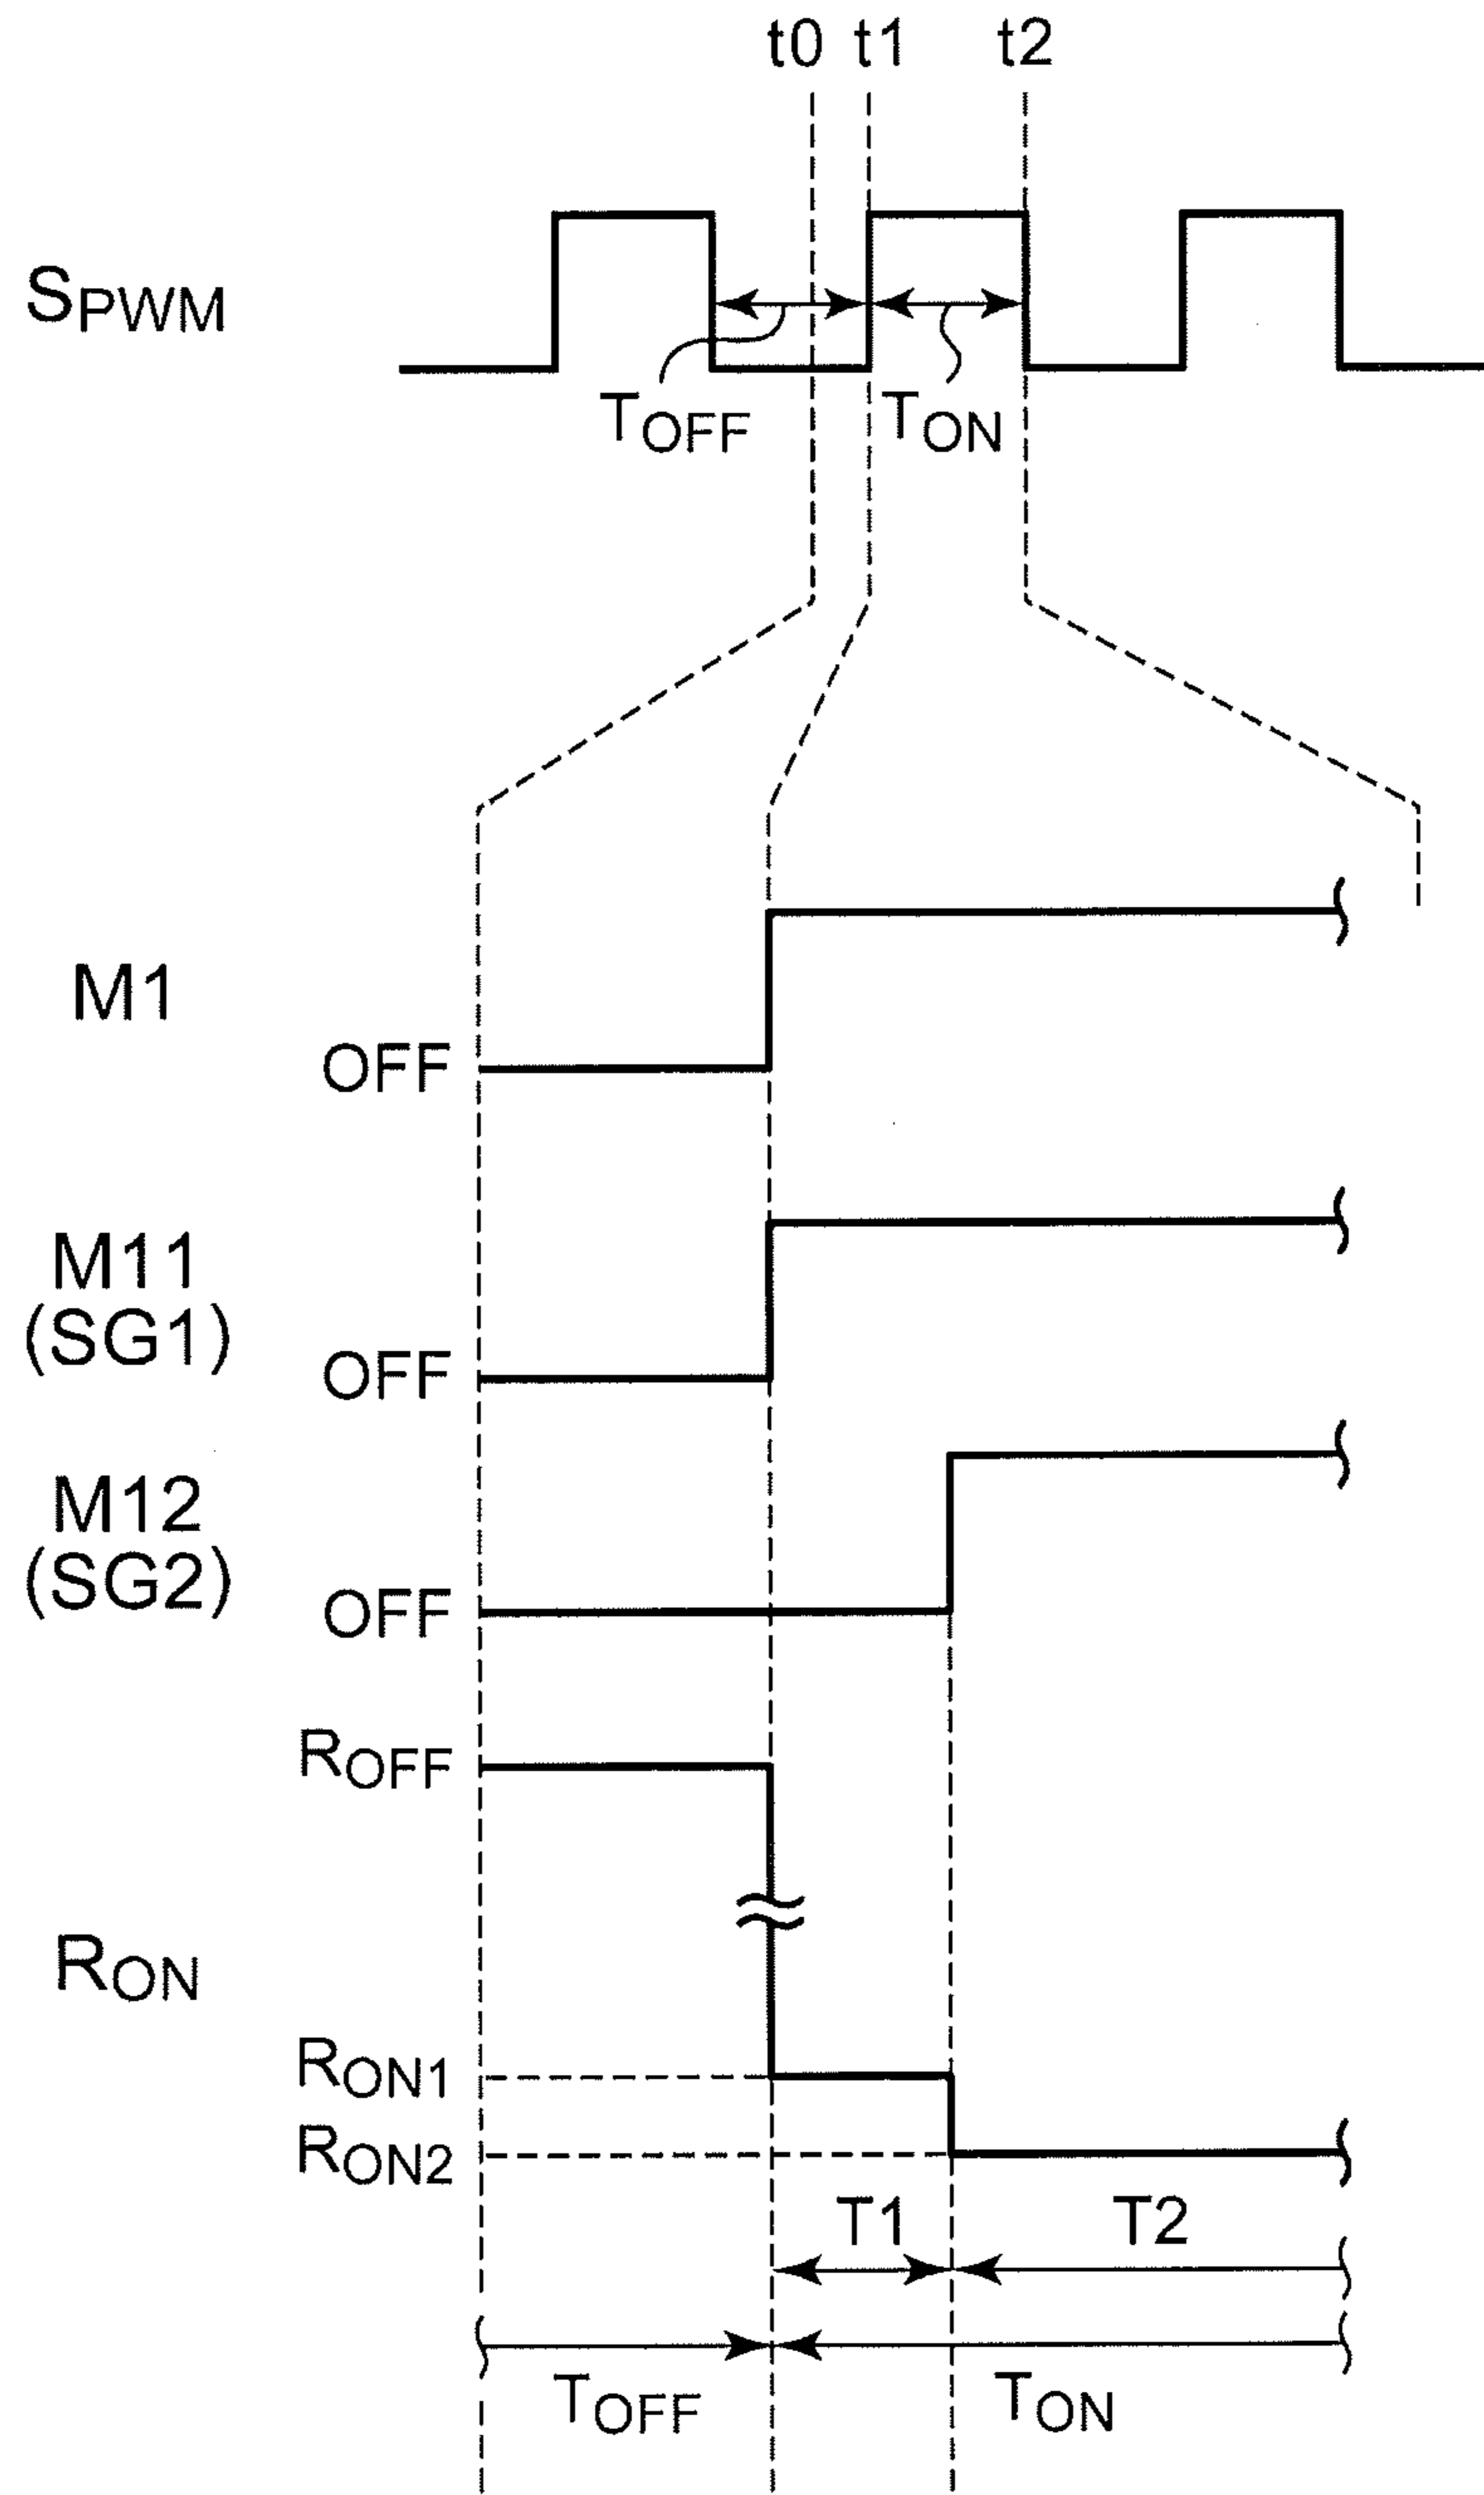 t0 t1 t2
SPWM
TOFF TON
M1
OFF
M11
(SG1)
OFF
M12
(SG2)
OFF
ROFF
RON
RON1
RON2
T1 T2
TOFF TON